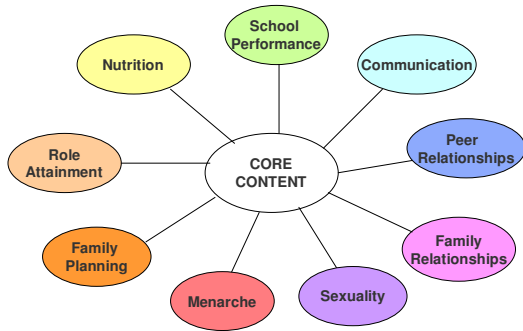 School
Performance
Nutrition
Communication
Peer
Relationships
Role
Attainment
CORE
CONTENT
Family
Relationships
Family
Planning
Sexuality
Menarche